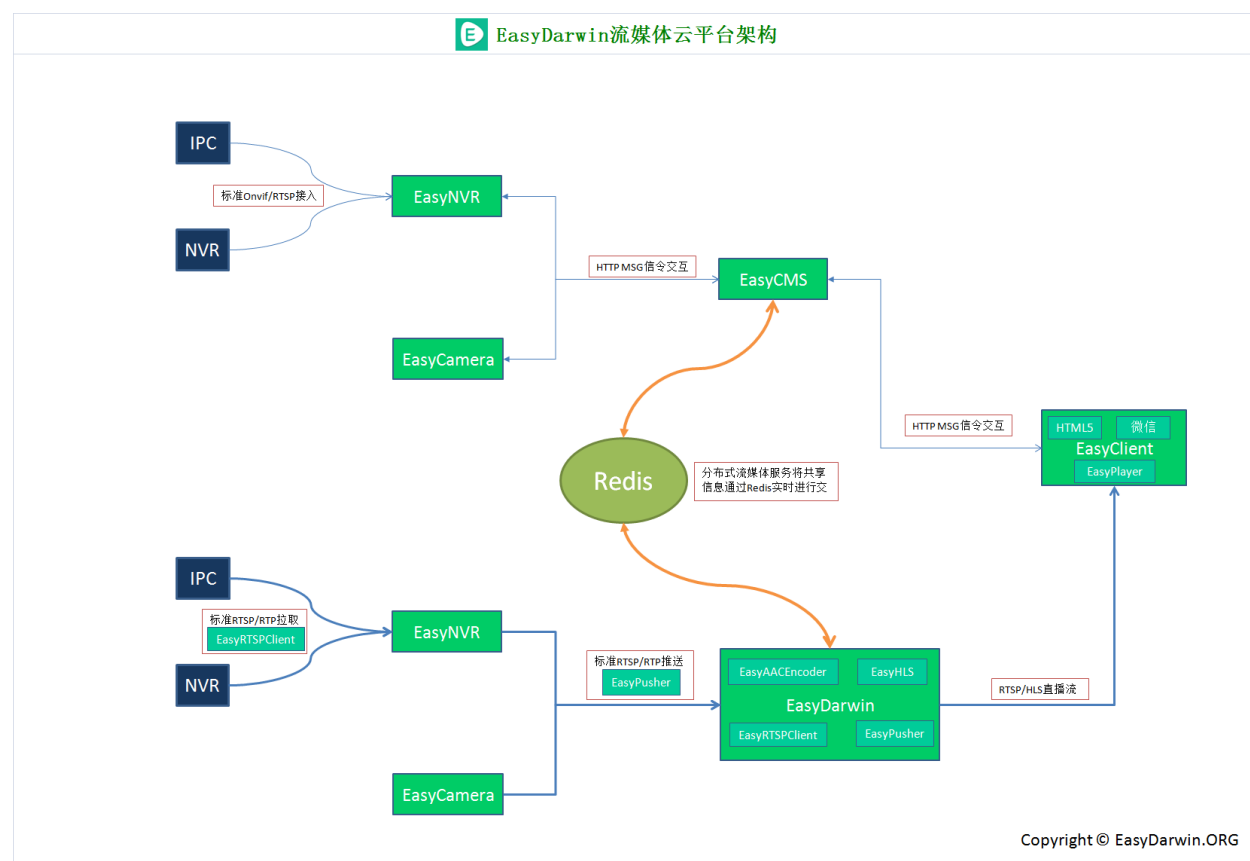 E EasyDarwin流媒体云平台架构
IPC
标准Onvif/RTSP接入
EasyNVR
NVR
HTTP MSG信令交互
EasyCMS
EasyCamera
HTTP MSG信令交互
HTML5
微信
EasyClient
EasyPlayer
Redis
分布式流媒体服务将共享
信息通过Redis实时进行交
IPC
标准RTSP/RTP拉取
EasyRTSPClient
EasyNVR
NVR
标准RTSP/RTP推送
EasyPusher
EasyAACEncoder
EasyHLS
EasyDarwin
EasyRTSPClient
EasyPusher
RTSP/HLS直播流
EasyCamera
Copyright © EasyDarwin.ORG